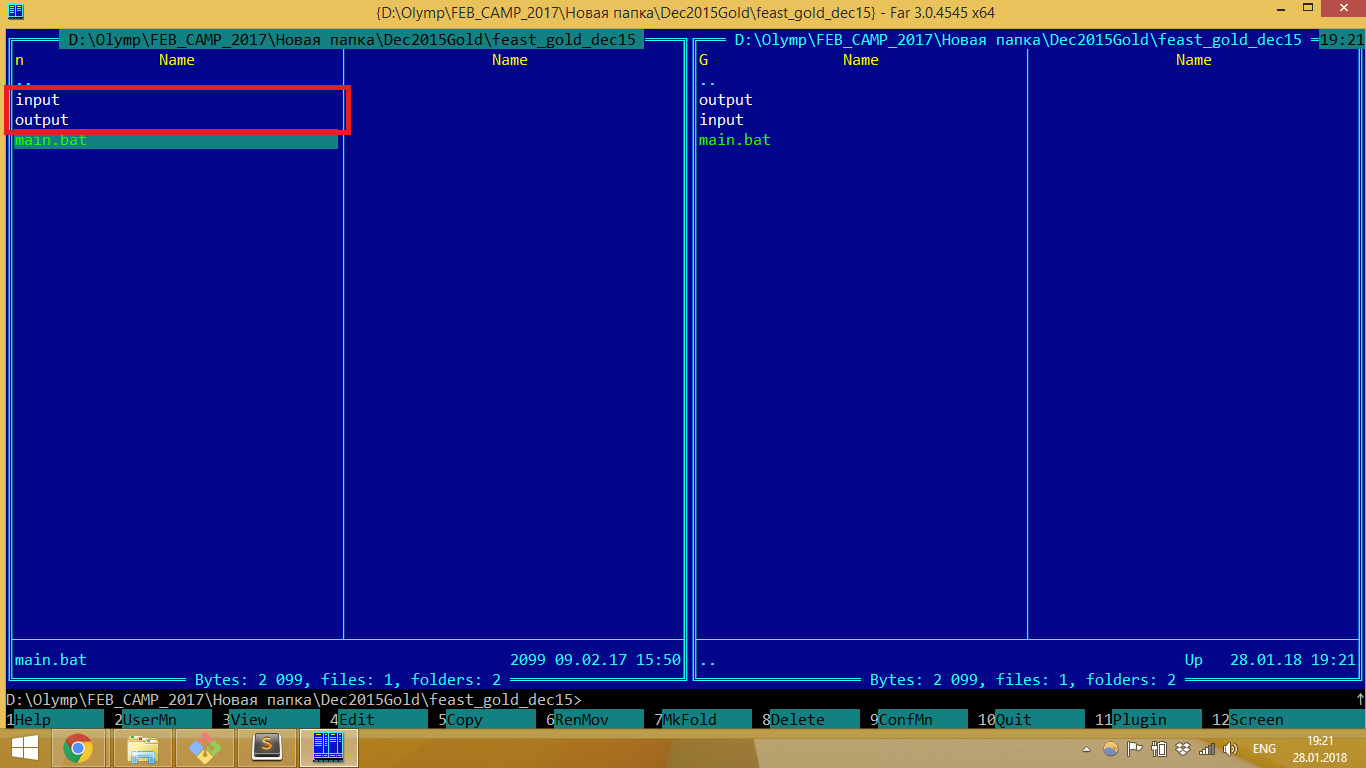 {D:\Olymp\FEB_CAMP_2017\Новая папка\Dec2015Gold\feast_gold_dec15} - Far 3.0.4545 x64
D:\Olymp\FEB_CAMP_2017\Новая папка\Dec2015Gold\feast_gold_dec15
n Name Name
..
input
output
main.bat
main.bat 2099 09.02.17 15:50
Bytes: 2 099, files: 1, folders: 2
D:\Olymp\FEB_CAMP_2017\Новая папка\Dec2015Gold\feast_gold_dec15 19:21
G Name Name
..
output
input
main.bat
.. Up 28.01.18 19:21
Bytes: 2 099, files: 1, folders: 2
D:\Olymp\FEB_CAMP_2017\Новая папка\Dec2015Gold\feast_gold_dec15> ↑
1Help 2UserMn 3View 4Edit 5Copy 6RenMov 7MkFold 8Delete 9ConfMn 10Quit 11Plugin 12Screen
S ENG 19:21
28.01.2018